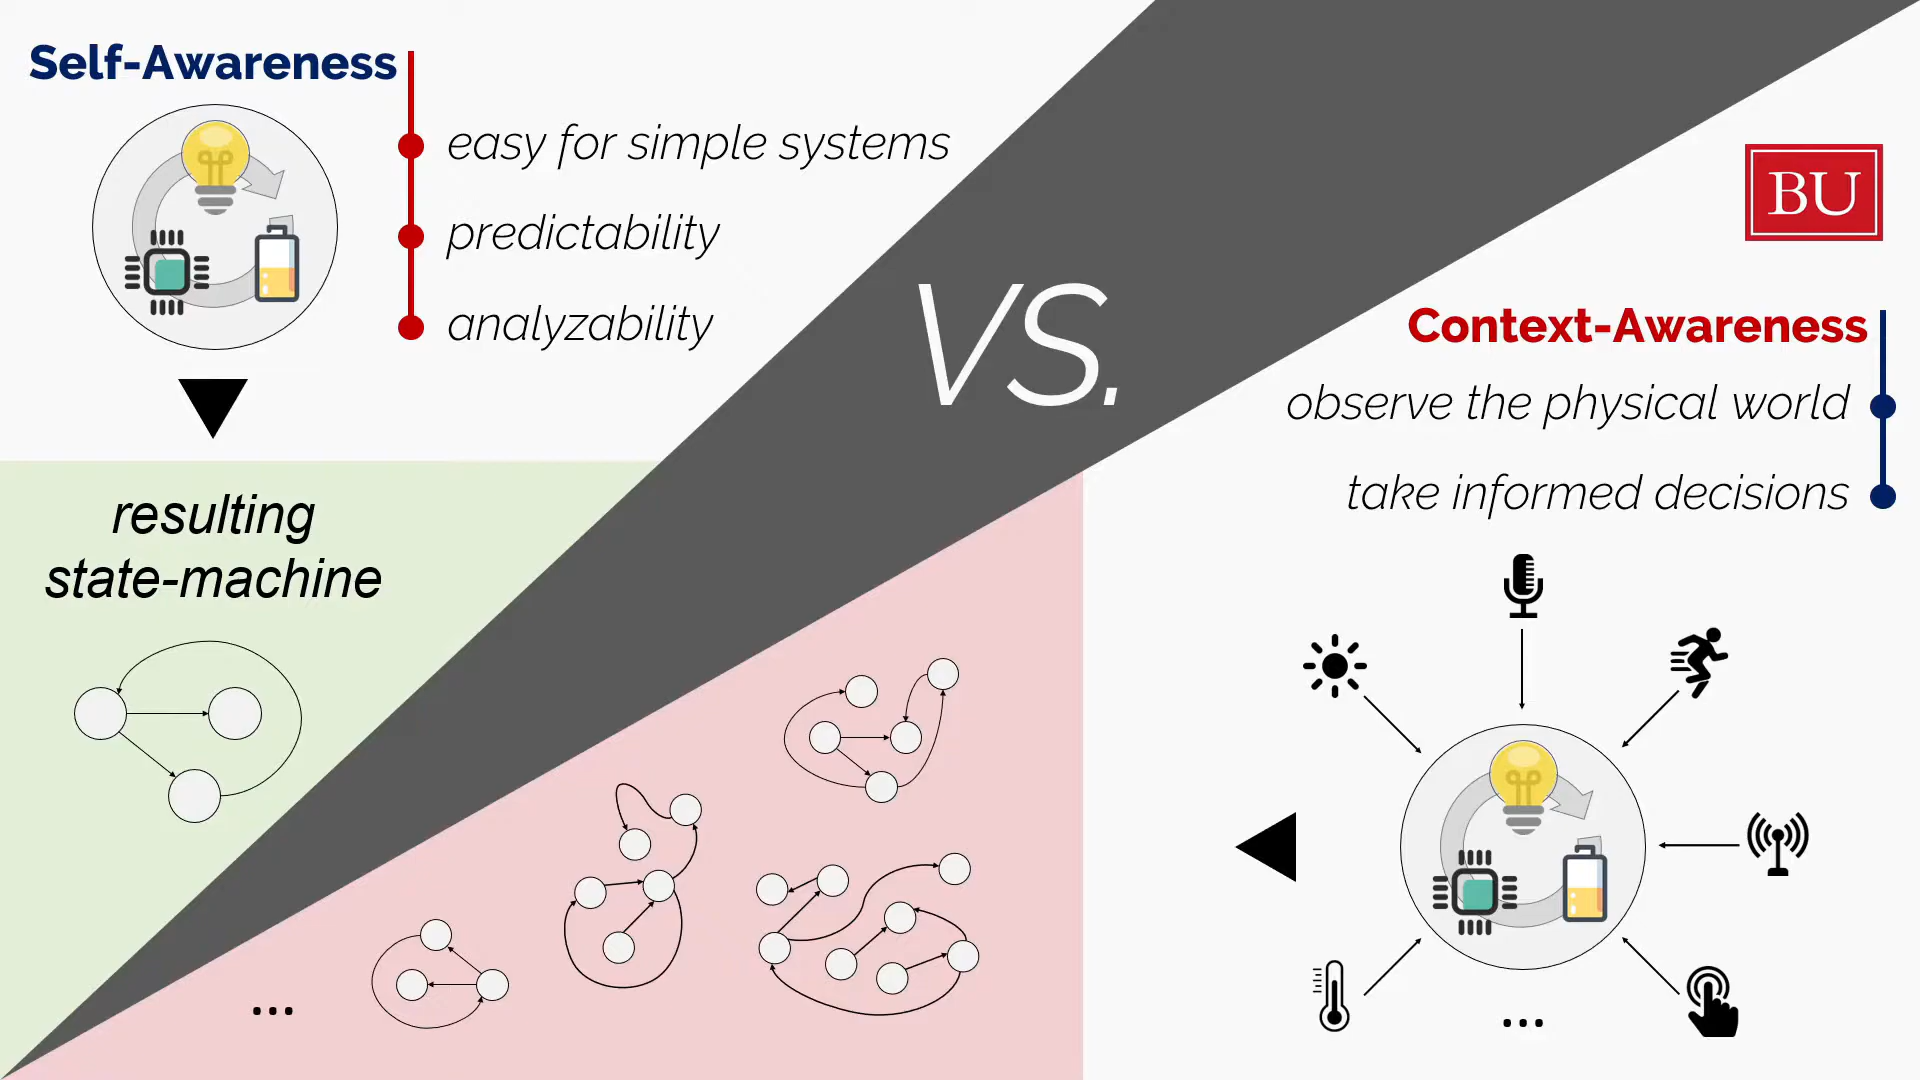 Self-Awareness
easy for simple systems
predictability
analyzability
resulting
state-machine
...
VS.
BU
Context-Awareness
observe the physical world
take informed decisions
...